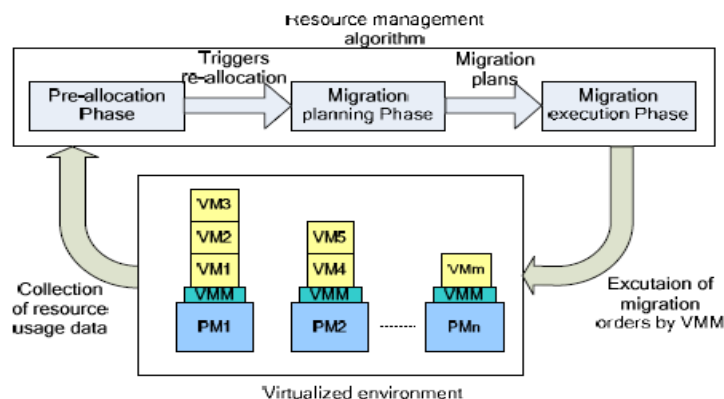 Resource management
algorithm
Triggers
re-allocation
Migration
plans
Pre-allocation
Phase
Migration
planning Phase
Migration
execution Phase
VM3
VM2
VM1
VMM
PM1
VM5
VM4
VMM
PM2
........
VMm
VMM
PMn
Collection
of resource
usage data
Excutaion of
migration
orders by VMM
Virtualized environment